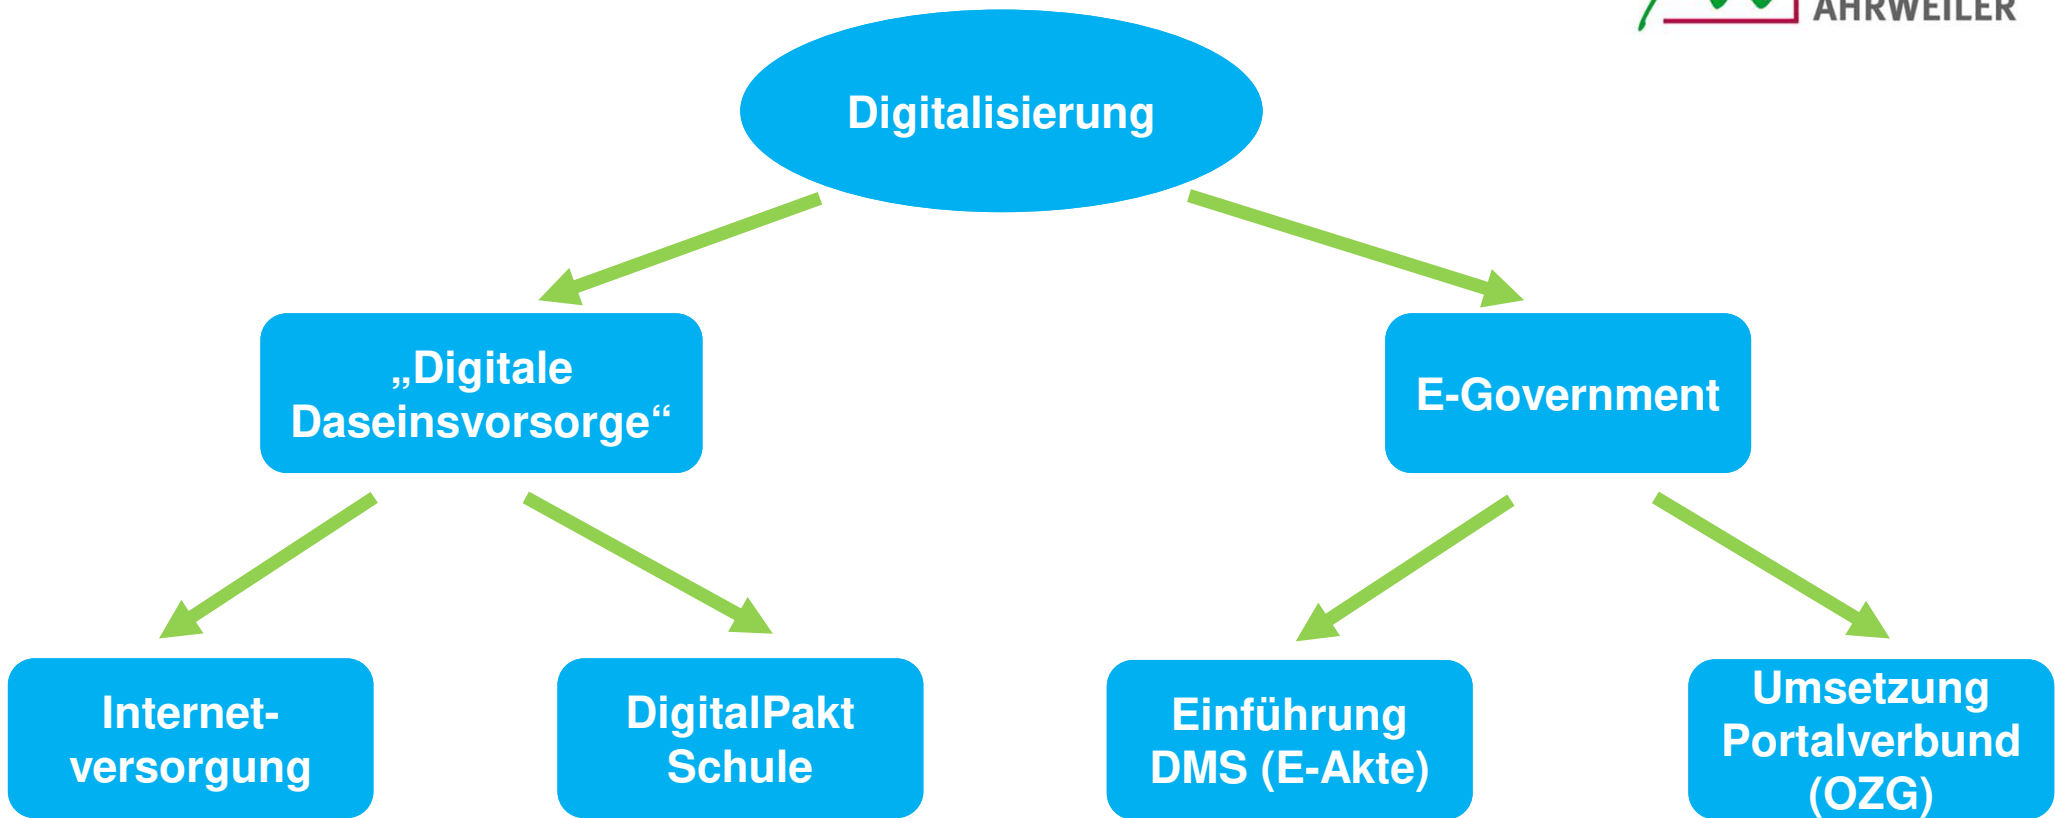 AHRWEILER
Digitalisierung
„Digitale
Daseinsvorsorge“
E-Government
Internet-
versorgung
DigitalPakt
Schule
Einführung
DMS (E-Akte)
Umsetzung
Portalverbund
(OZG)